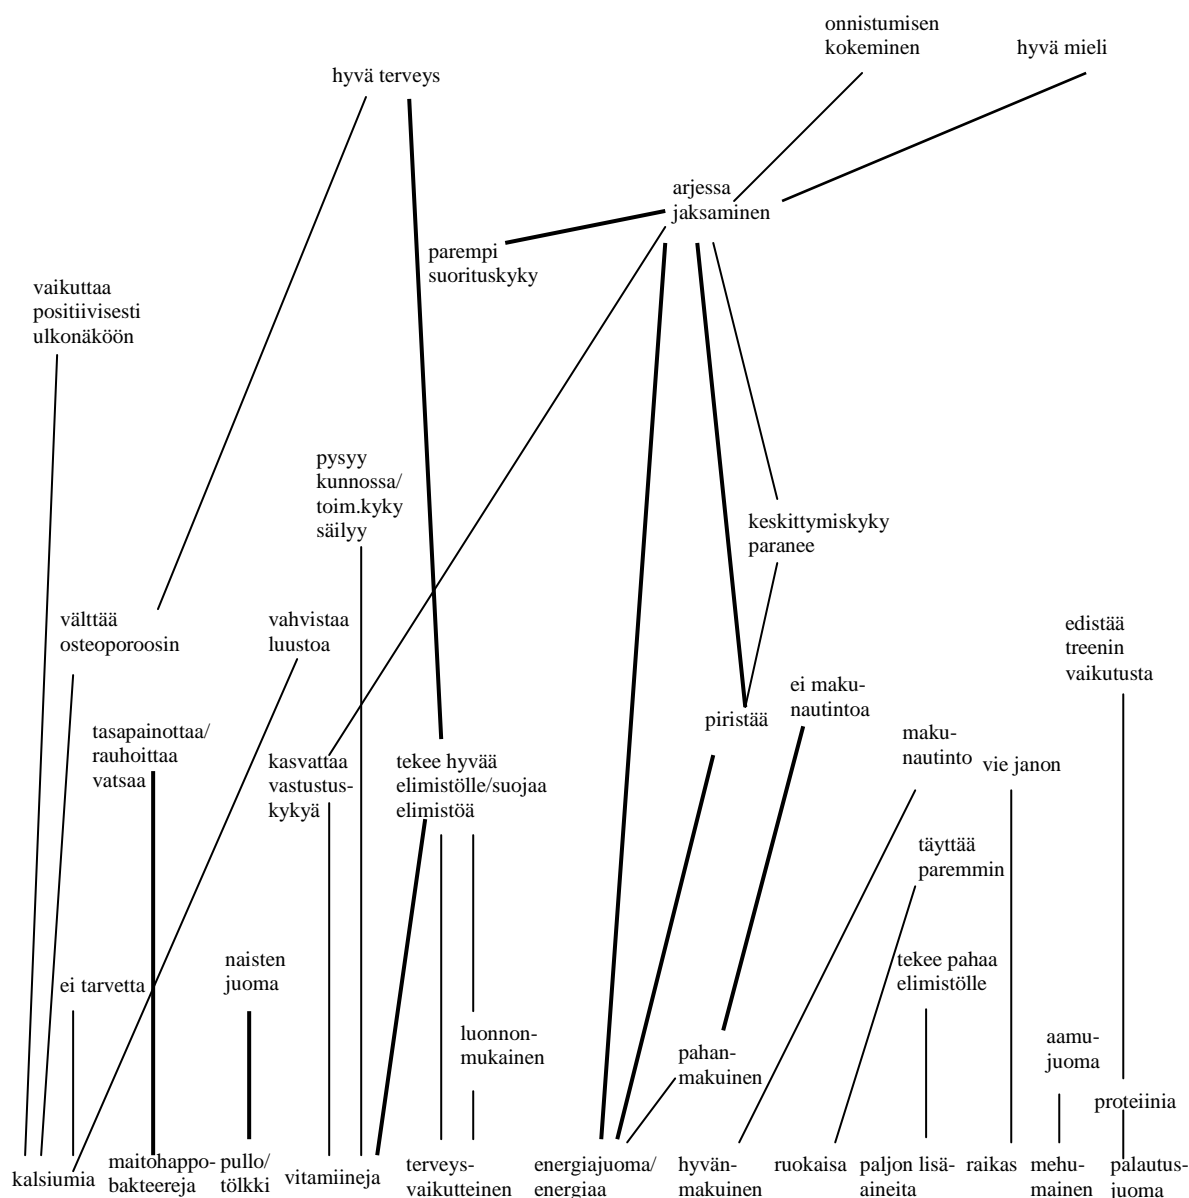 onnistumisen
kokeminen
hyvä mieli
hyvä terveys
arjessa
jaksaminen
parempi
suorituskyky
vaikuttaa
positiivisesti
ulkonäköön
pysyy
kunnossa/
toim.kyky
säilyy
keskittymiskyky
paranee
välttää
osteoporoosin
vahvistaa
luustoa
edistää
treenin
vaikutusta
ei maku-
nautintoa
piristää
tasapainottaa/
rauhoittaa
vatsaa
kasvattaa
vastustus-
kykyä
tekee hyvää
elimistölle/suojaa
elimistöä
maku-
nautinto
vie janon
täyttää
paremmin
naisten
juoma
tekee pahaa
elimistölle
ei tarvetta
luonnon-
mukainen
pahan-
makuinen
aamu-
juoma
proteiinia
kalsiumia
maitohappo-
bakteereja
pullo/
tölkki
vitamiineja
terveys-
vaikutteinen
energiajuoma/
energiaa
hyvän-
makuinen
ruokaisa
paljon lisä-
aineita
raikas
mehu-
mainen
palautus-
juoma